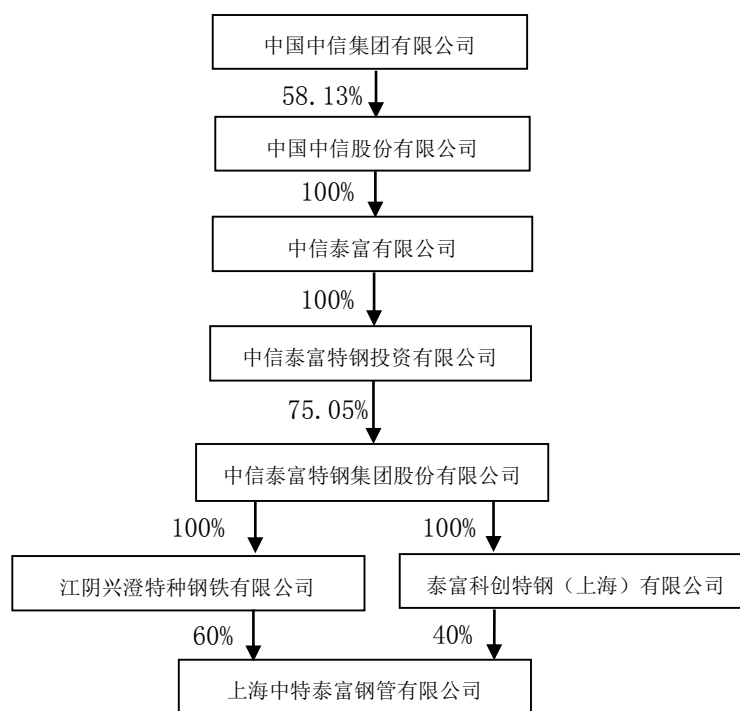 中国中信集团有限公司
58.13%
中国中信股份有限公司
100%
中信泰富有限公司
100%
中信泰富特钢投资有限公司
75.05%
中信泰富特钢集团股份有限公司
100%
100%
江阴兴澄特种钢铁有限公司
泰富科创特钢（上海）有限公司
60%
40%
上海中特泰富钢管有限公司